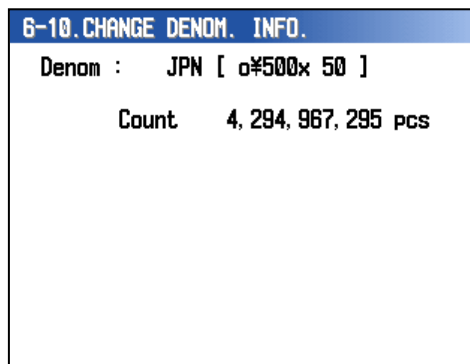 6-10.CHANGE DENOM. INFO.
Denom : JPN [ o¥500x 50 ]
Count 4,294,967,295 pcs